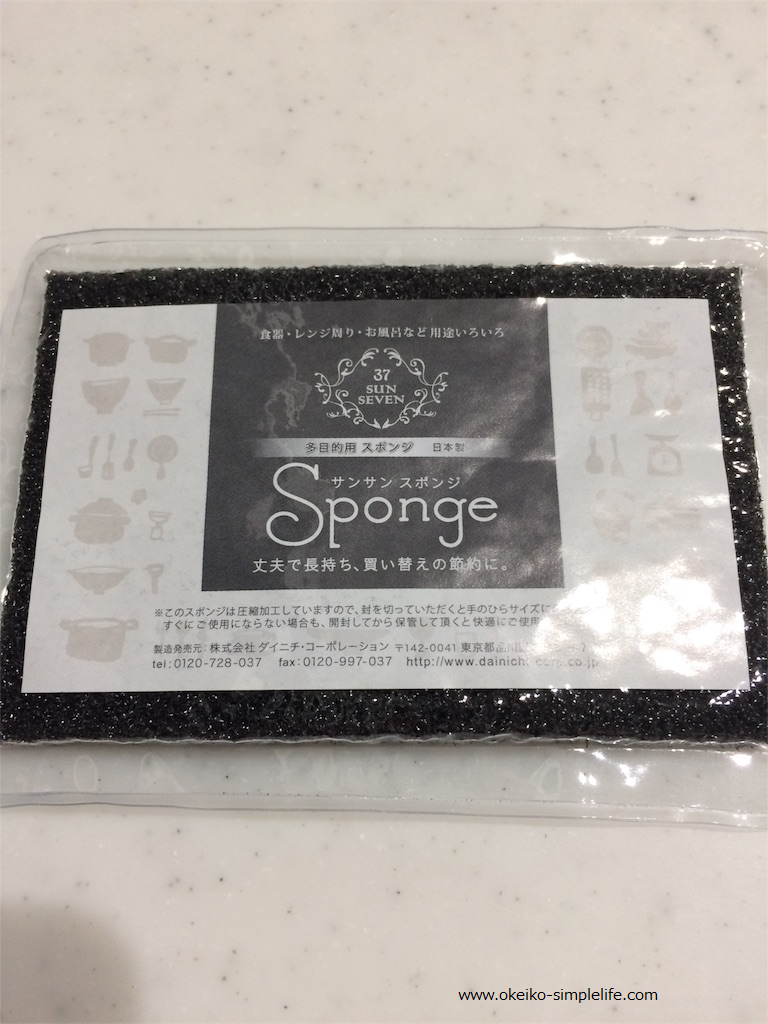 食器・レンジ周り・お風呂など用途いろいろ
37
SUN
SEVEN
多目的用 スポンジ 日本製
サンサン スポンジ
Sponge
丈夫で長持ち、買い替えの節約に。
※このスポンジは圧縮加工していますので、封を切っていただくと手のひらサイズに
すぐにご使用にならない場合も、開封してから保管して頂くと快適にご使用
製造発売元:株式会社 ダイニチ・コーポレーション 〒142-0041 東京都品川区
tel:0120-728-037 fax:0120-997-037 http://www.dainichi-corp.co.jp
www.okeiko-simplelife.com